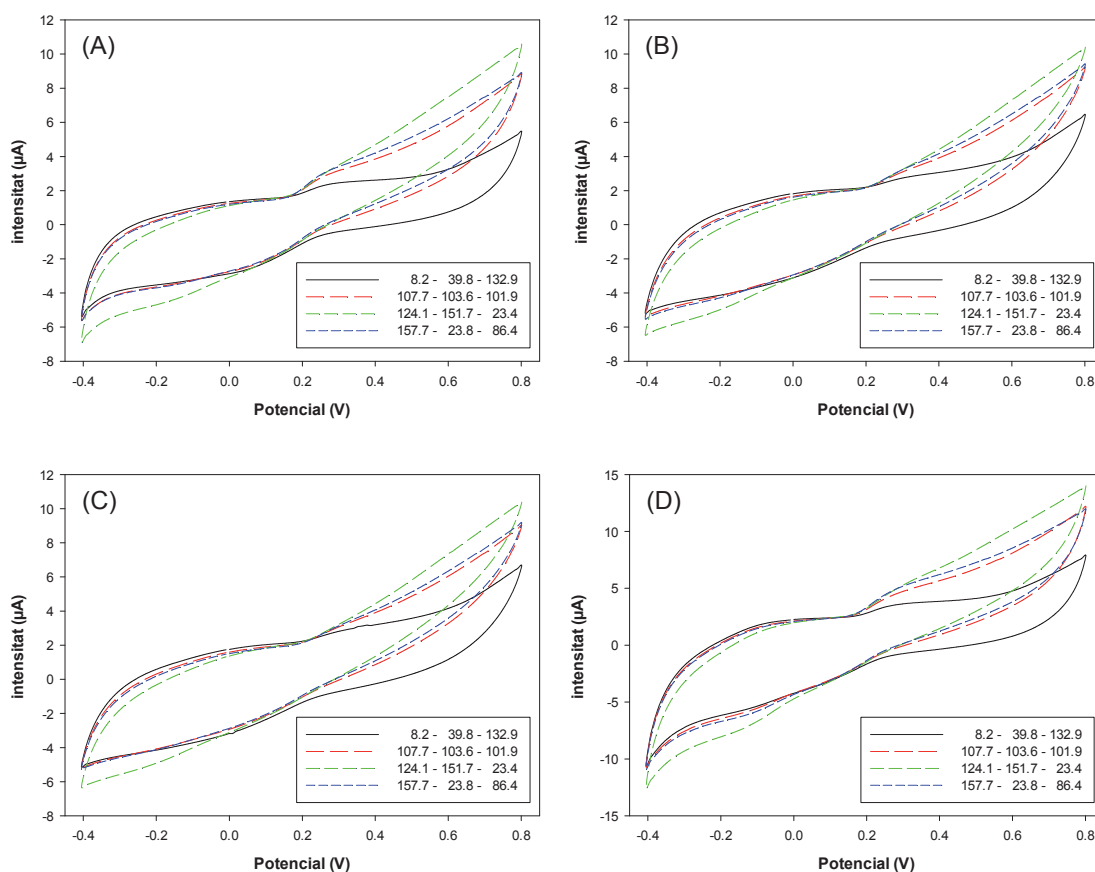 (A)
intensitat (µA)
12
10
8
6
4
2
0
-2
-4
-6
-8
8.2 - 39.8 - 132.9
107.7 - 103.6 - 101.9
124.1 - 151.7 - 23.4
157.7 - 23.8 - 86.4
-0.4 -0.2 0.0 0.2 0.4 0.6 0.8
Potencial (V)
(B)
intensitat (µA)
12
10
8
6
4
2
0
-2
-4
-6
-8
8.2 - 39.8 - 132.9
107.7 - 103.6 - 101.9
124.1 - 151.7 - 23.4
157.7 - 23.8 - 86.4
-0.4 -0.2 0.0 0.2 0.4 0.6 0.8
Potencial (V)
(C)
intensitat (µA)
12
10
8
6
4
2
0
-2
-4
-6
-8
8.2 - 39.8 - 132.9
107.7 - 103.6 - 101.9
124.1 - 151.7 - 23.4
157.7 - 23.8 - 86.4
-0.4 -0.2 0.0 0.2 0.4 0.6 0.8
Potencial (V)
(D)
intensitat (µA)
15
10
5
0
-5
-10
-15
8.2 - 39.8 - 132.9
107.7 - 103.6 - 101.9
124.1 - 151.7 - 23.4
157.7 - 23.8 - 86.4
-0.4 -0.2 0.0 0.2 0.4 0.6 0.8
Potencial (V)